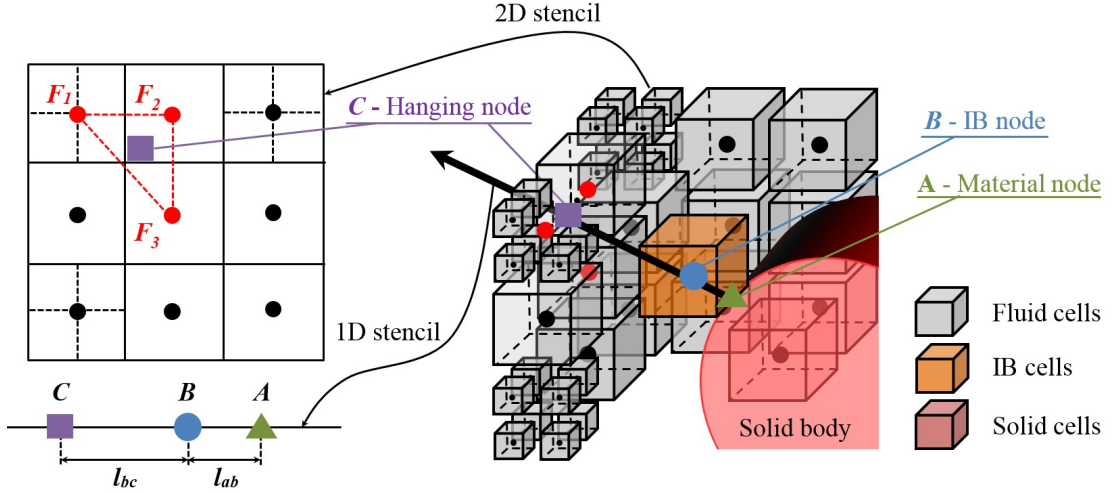 2D stencil
F1
F2
C - Hanging node
B - IB node
A - Material node
F3
1D stencil
Fluid cells
IB cells
Solid cells
Solid body
C
B
A
lbc
lab